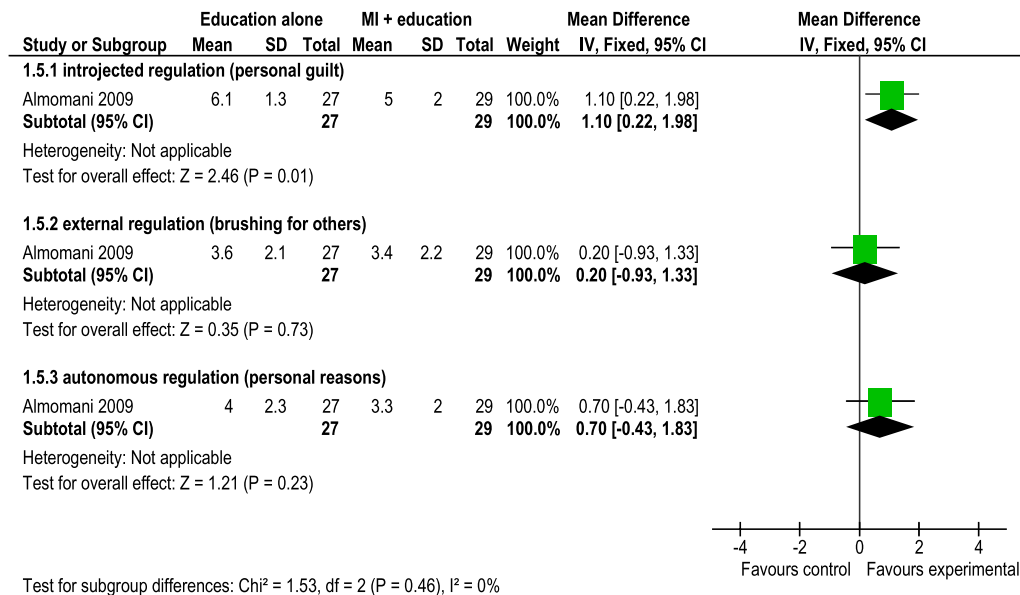 Education alone MI + education Mean Difference Mean Difference
Study or Subgroup Mean SD Total Mean SD Total Weight IV, Fixed, 95% CI IV, Fixed, 95% CI
1.5.1 introjected regulation (personal guilt)
Almomani 2009 6.1 1.3 27 5 2 29 100.0% 1.10 [0.22, 1.98]
Subtotal (95% CI) 27 29 100.0% 1.10 [0.22, 1.98]
Heterogeneity: Not applicable
Test for overall effect: Z = 2.46 (P = 0.01)
1.5.2 external regulation (brushing for others)
Almomani 2009 3.6 2.1 27 3.4 2.2 29 100.0% 0.20 [-0.93, 1.33]
Subtotal (95% CI) 27 29 100.0% 0.20 [-0.93, 1.33]
Heterogeneity: Not applicable
Test for overall effect: Z = 0.35 (P = 0.73)
1.5.3 autonomous regulation (personal reasons)
Almomani 2009 4 2.3 27 3.3 2 29 100.0% 0.70 [-0.43, 1.83]
Subtotal (95% CI) 27 29 100.0% 0.70 [-0.43, 1.83]
Heterogeneity: Not applicable
Test for overall effect: Z = 1.21 (P = 0.23)
-4 -2 0 2 4
Favours control Favours experimental
Test for subgroup differences: Chi² = 1.53, df = 2 (P = 0.46), I² = 0%